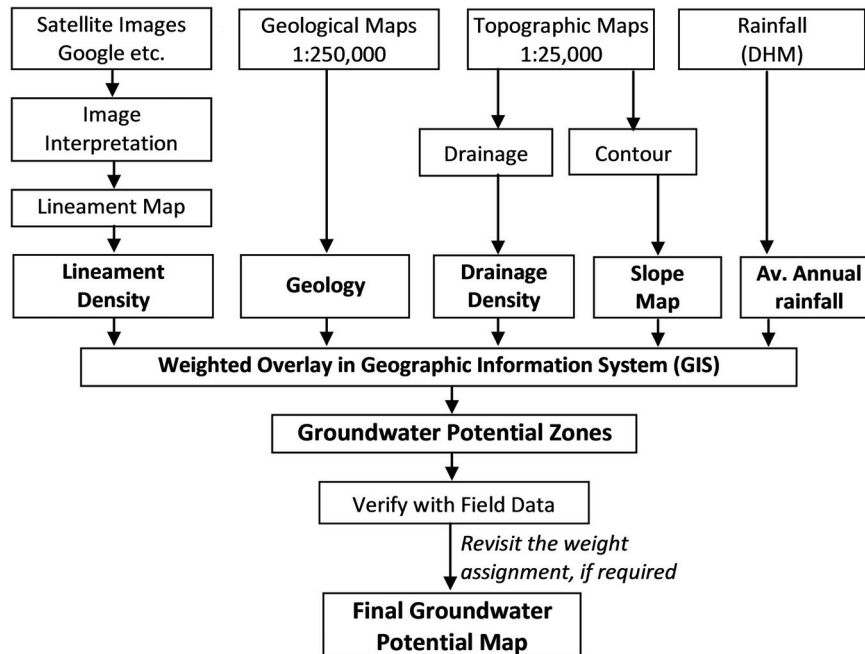 Satellite Images
Google etc.
Geological Maps
1:250,000
Topographic Maps
1:25,000
Rainfall
(DHM)
Image
Interpretation
Drainage
Contour
Lineament Map
Lineament
Density
Geology
Drainage
Density
Slope
Map
Av. Annual
rainfall
Weighted Overlay in Geographic Information System (GIS)
Groundwater Potential Zones
Verify with Field Data
Revisit the weight
assignment, if required
Final Groundwater
Potential Map